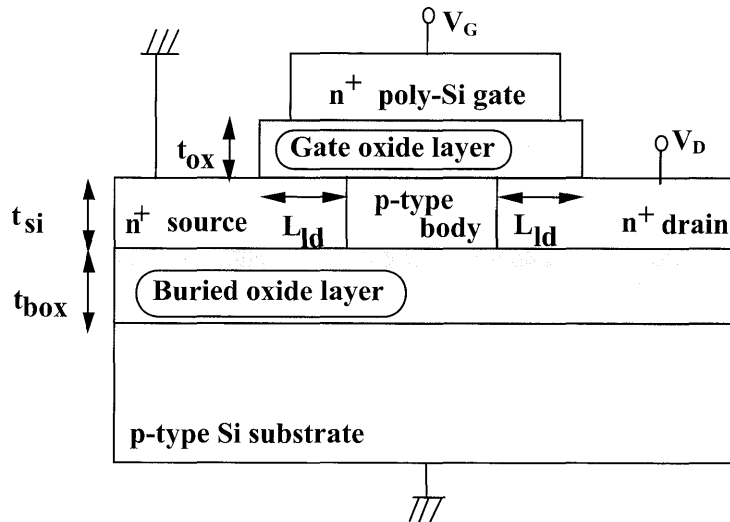 V_G
n^+ poly-Si gate
t_ox
Gate oxide layer
V_D
t_si
n^+ source
L_ld
p-type
body
L_ld
n^+ drain
t_box
Buried oxide layer
p-type Si substrate